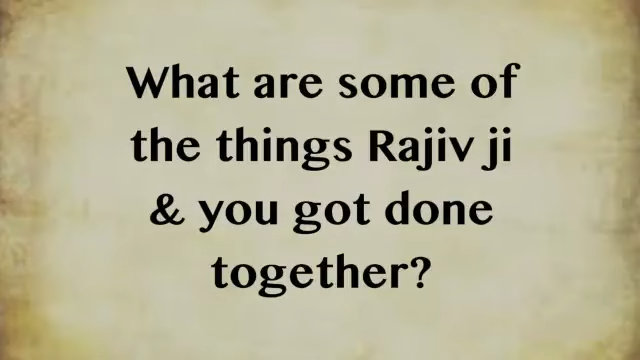 What are some of
the things Rajiv ji
& you got done
together?